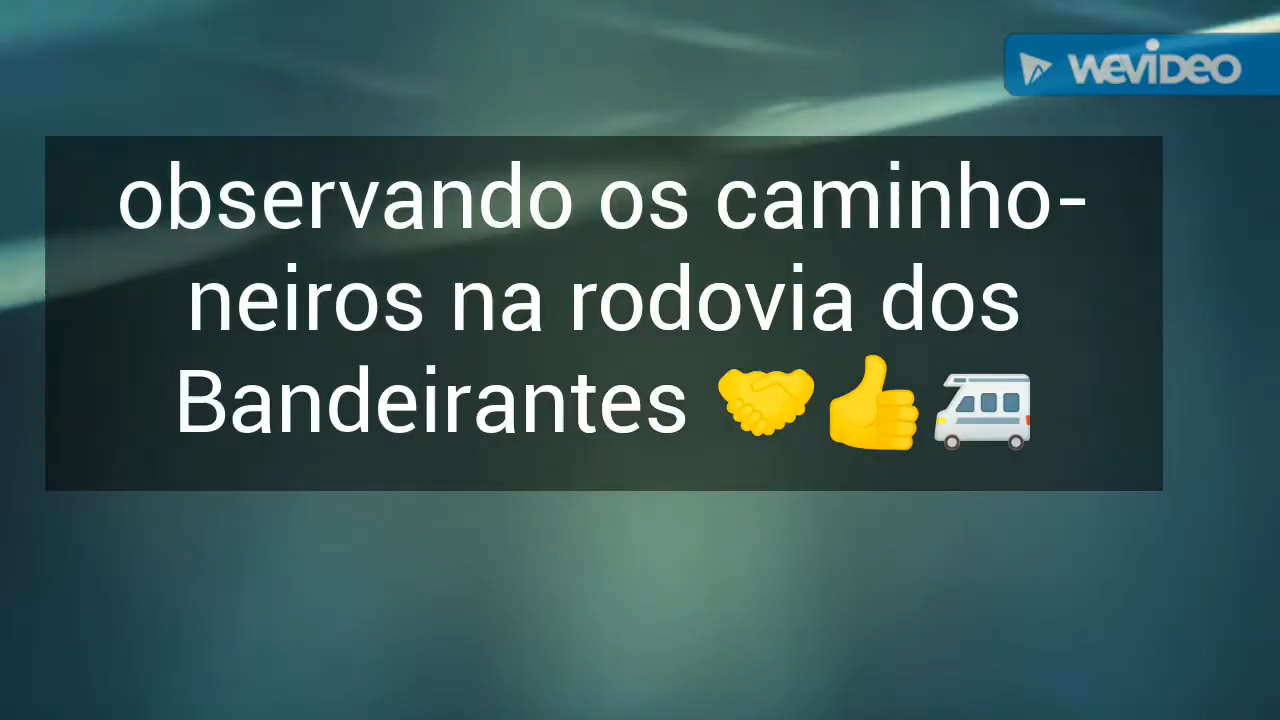 WeVideo
observando os caminho-
neiros na rodovia dos
Bandeirantes 🤝👍🚐